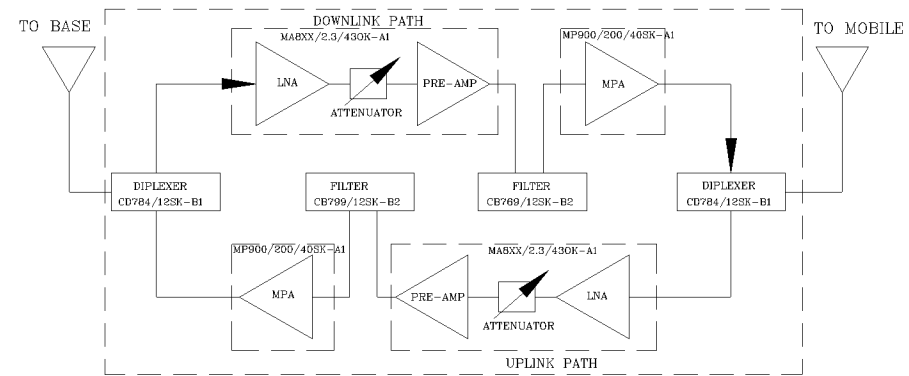 DOWNLINK PATH
TO BASE
TO MOBILE
MA8XX/2.3/430K-A1
MP900/200/40SK-A1
LNA
PRE-AMP
MPA
ATTENUATOR
DIPLEXER
CD784/12SK-B1
FILTER
CB799/12SK-B2
FILTER
CB769/12SK-B2
DIPLEXER
CD784/12SK-B1
MP900/200/40SK-A1
MA8XX/2.3/430K-A1
MPA
PRE-AMP
LNA
ATTENUATOR
UPLINK PATH